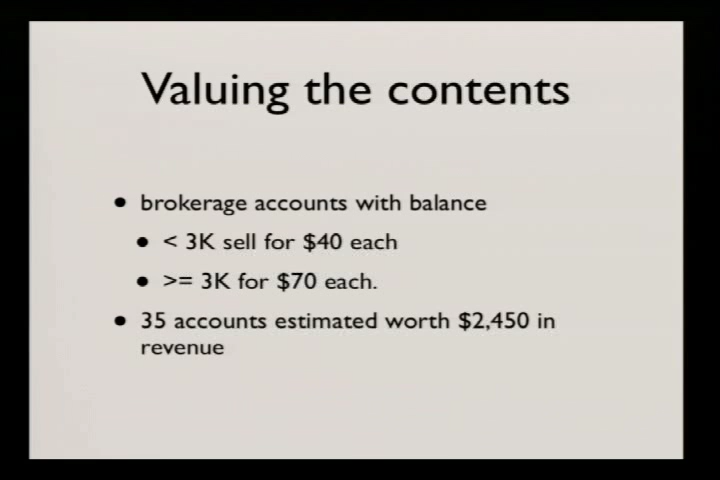 Valuing the contents
• brokerage accounts with balance
• < 3K sell for $40 each
• >= 3K for $70 each.
• 35 accounts estimated worth $2,450 in
revenue